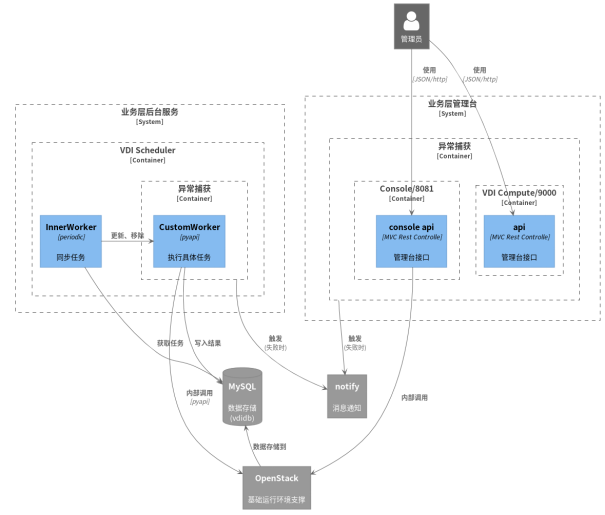 管理员
使用
[JSON/http]
使用
[JSON/http]
业务层后台服务
[System]
VDI Scheduler
[Container]
异常捕获
[Container]
InnerWorker
[periodic]
同步任务
更新、移除
CustomWorker
[pyapi]
执行具体任务
业务层管理台
[System]
异常捕获
[Container]
Console/8081
[Container]
console api
[MVC Rest Controlle]
管理台接口
VDI Compute/9000
[Container]
api
[MVC Rest Controlle]
管理台接口
获取任务
写入结果
触发
(失败时)
触发
(失败时)
内部调用
[pyapi]
MySQL
数据存储
(vdidb)
notify
消息通知
内部调用
数据存储到
OpenStack
基础运行环境支撑